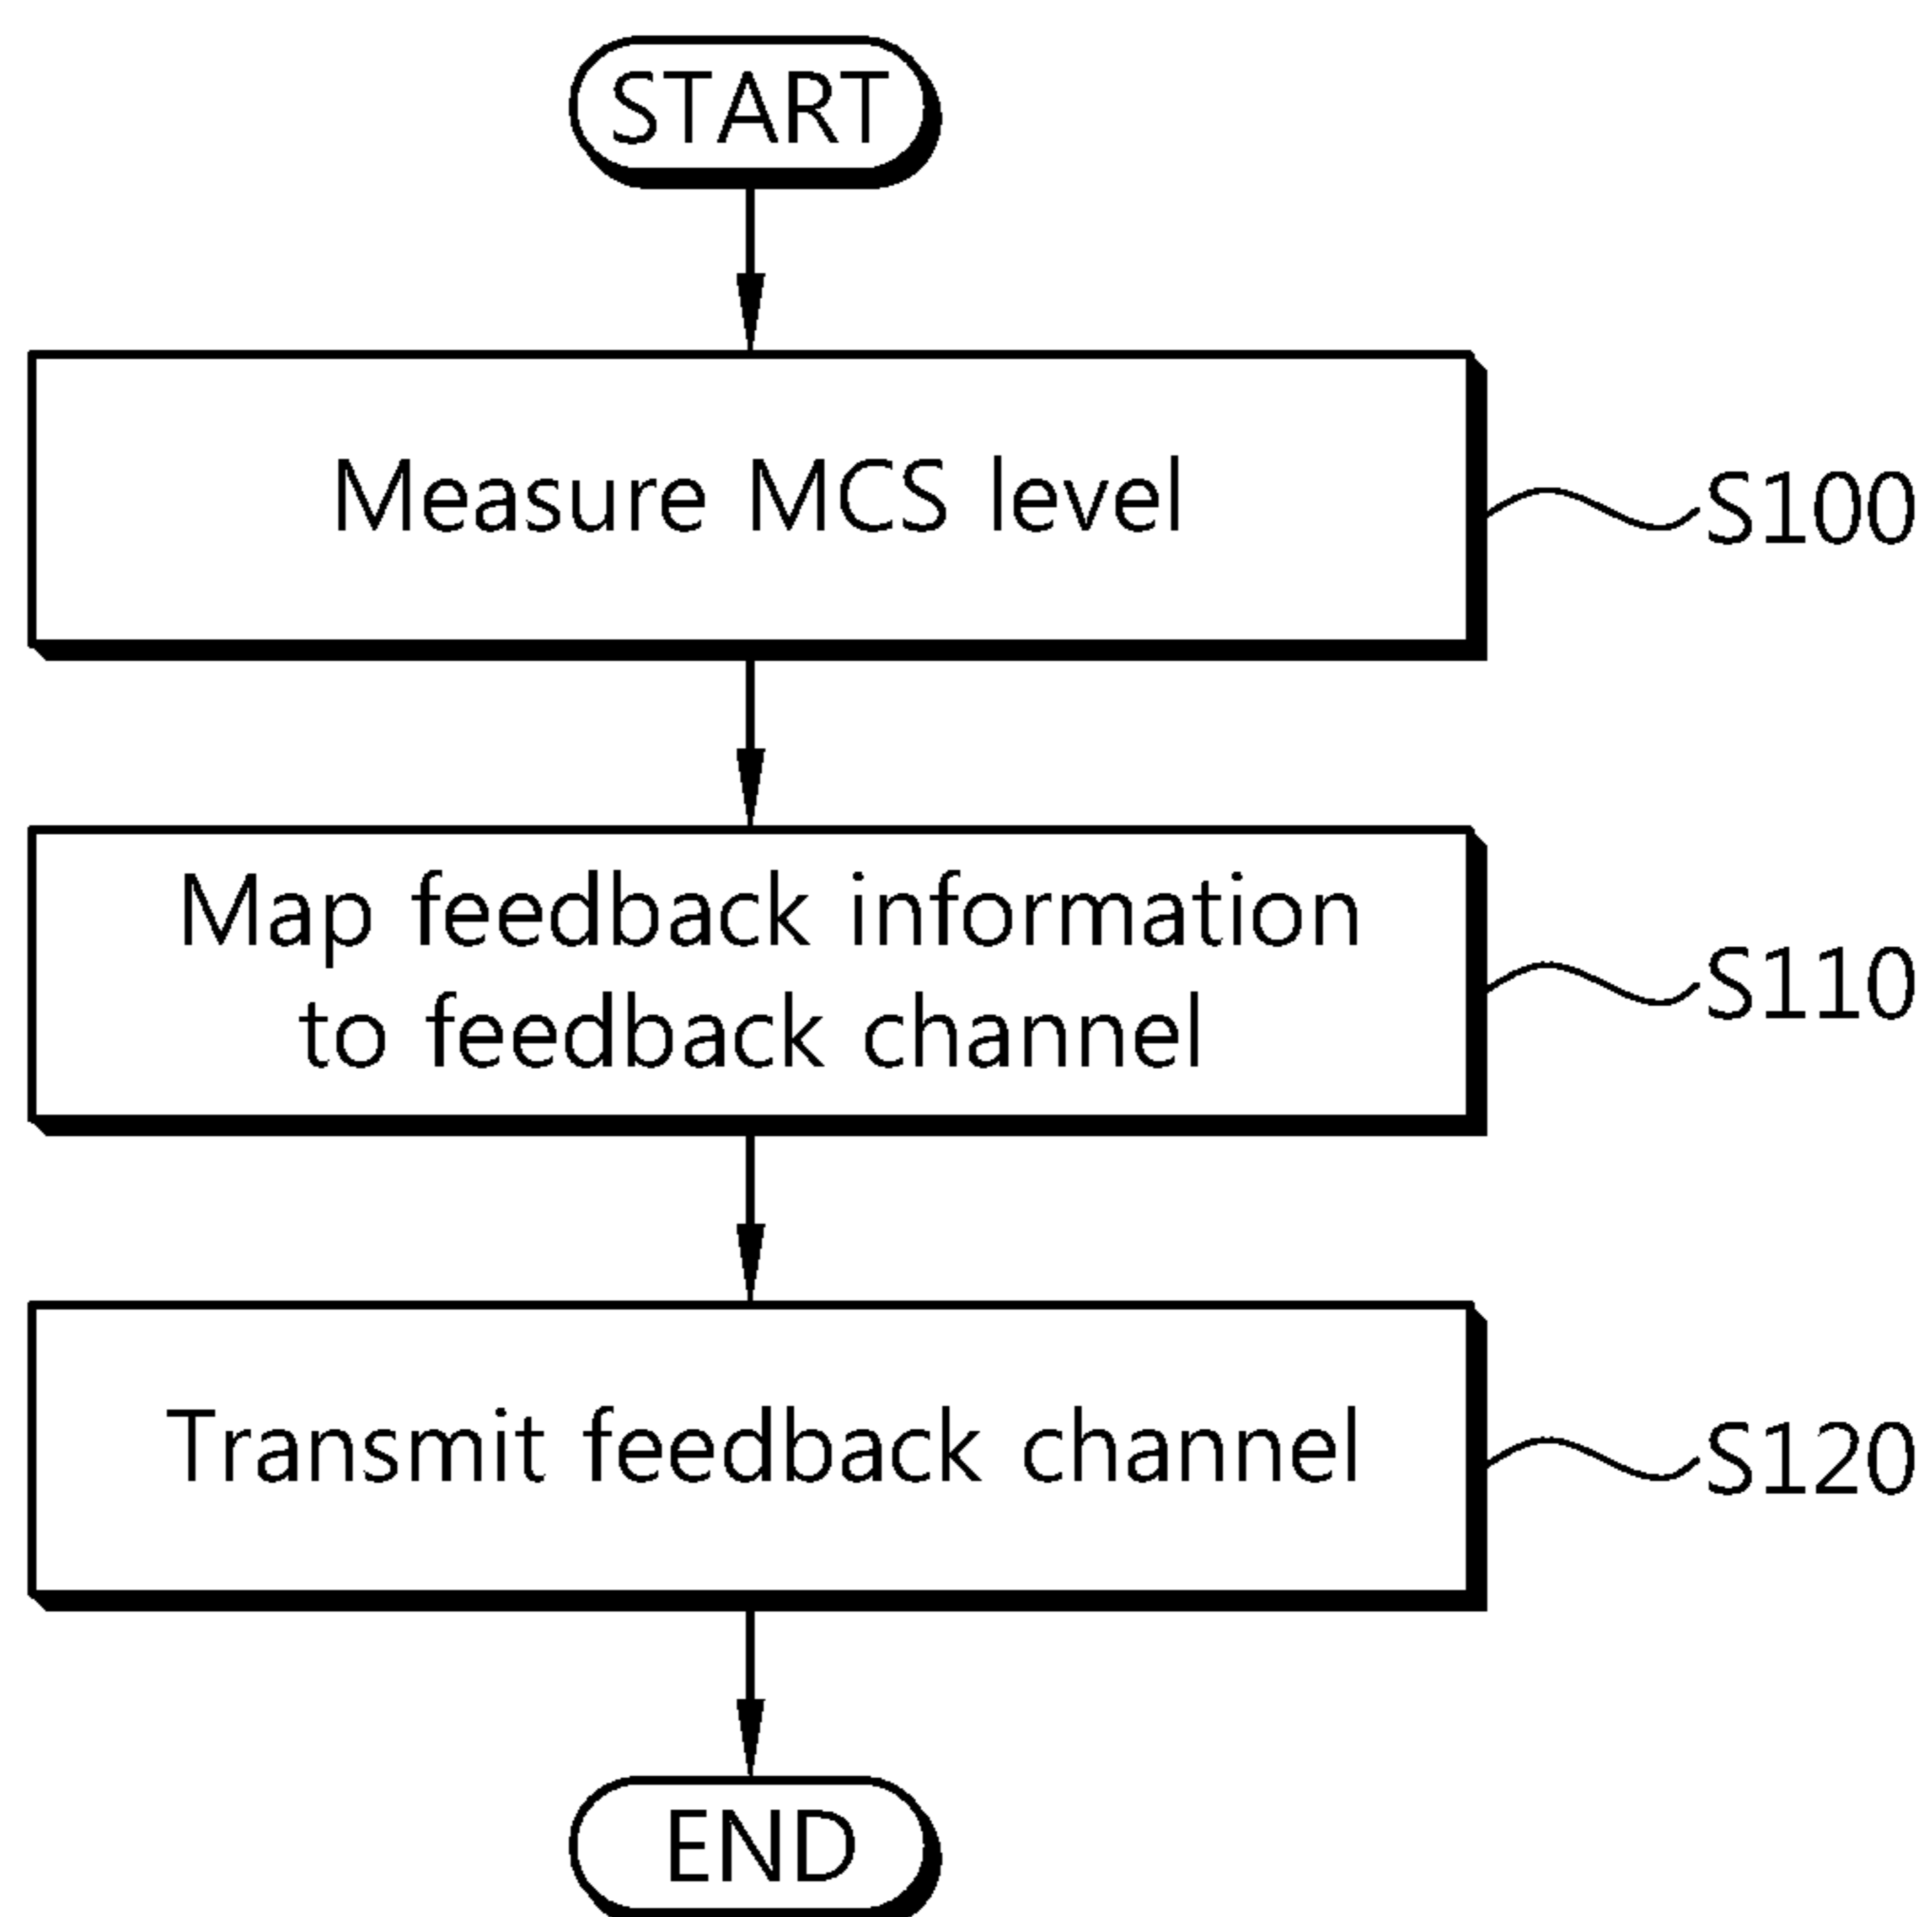 START
Measure MCS level
S100
Map feedback information
to feedback channel
S110
Transmit feedback channel
S120
END